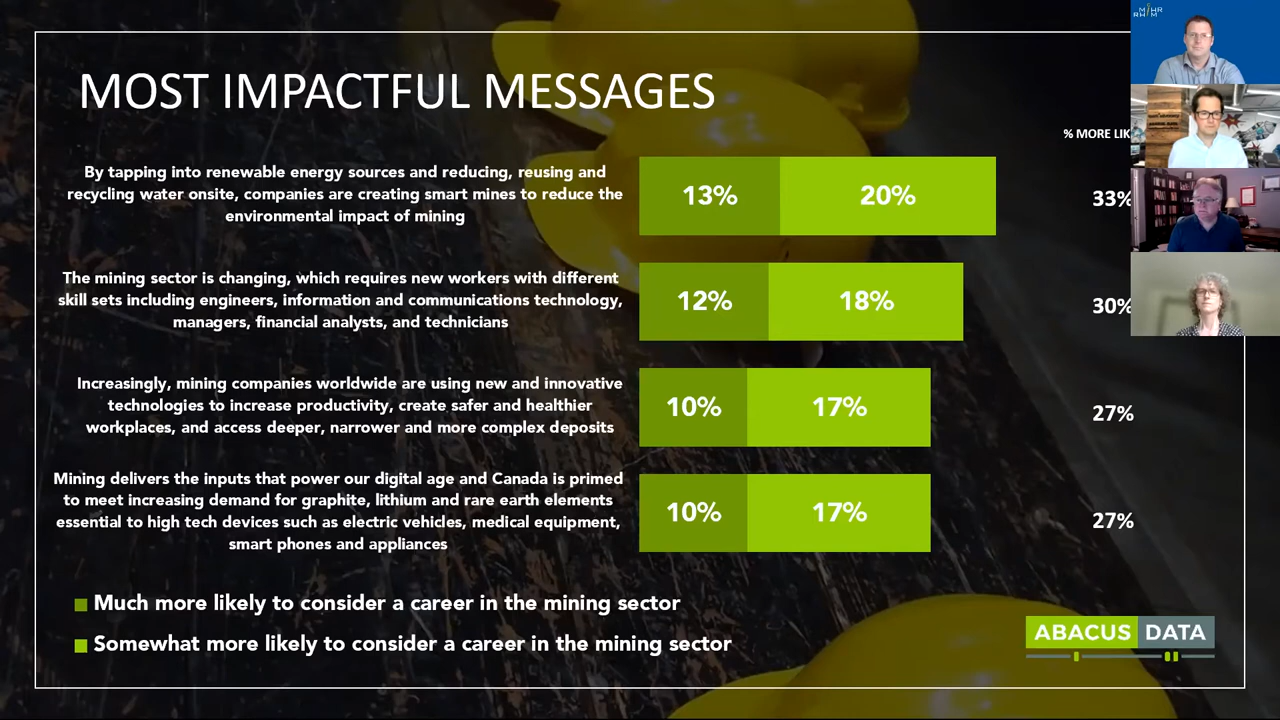 MOST IMPACTFUL MESSAGES
% MORE
By tapping into renewable energy sources and reducing, reusing and
recycling water onsite, companies are creating smart mines to reduce the
environmental impact of mining
13%
20%
33%
The mining sector is changing, which requires new workers with different
skill sets including engineers, information and communications technology,
managers, financial analysts, and technicians
12%
18%
30%
Increasingly, mining companies worldwide are using new and innovative
technologies to increase productivity, create safer and healthier
workplaces, and access deeper, narrower and more complex deposits
10%
17%
27%
Mining delivers the inputs that power our digital age and Canada is primed
to meet increasing demand for graphite, lithium and rare earth elements
essential to high tech devices such as electric vehicles, medical equipment,
smart phones and appliances
10%
17%
27%
Much more likely to consider a career in the mining sector
Somewhat more likely to consider a career in the mining sector
ABACUS DATA